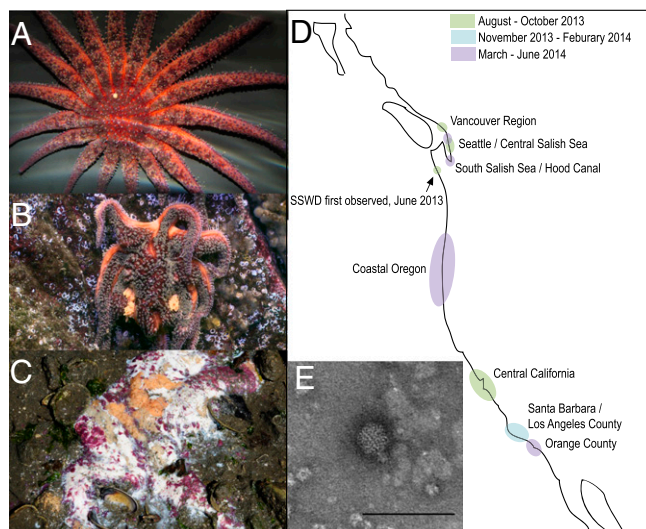 A
B
C
D
August - October 2013
November 2013 - Feburary 2014
March - June 2014
Vancouver Region
Seattle / Central Salish Sea
South Salish Sea / Hood Canal
SSWD first observed, June 2013
Coastal Oregon
Central California
Santa Barbara /
Los Angeles County
Orange County
E